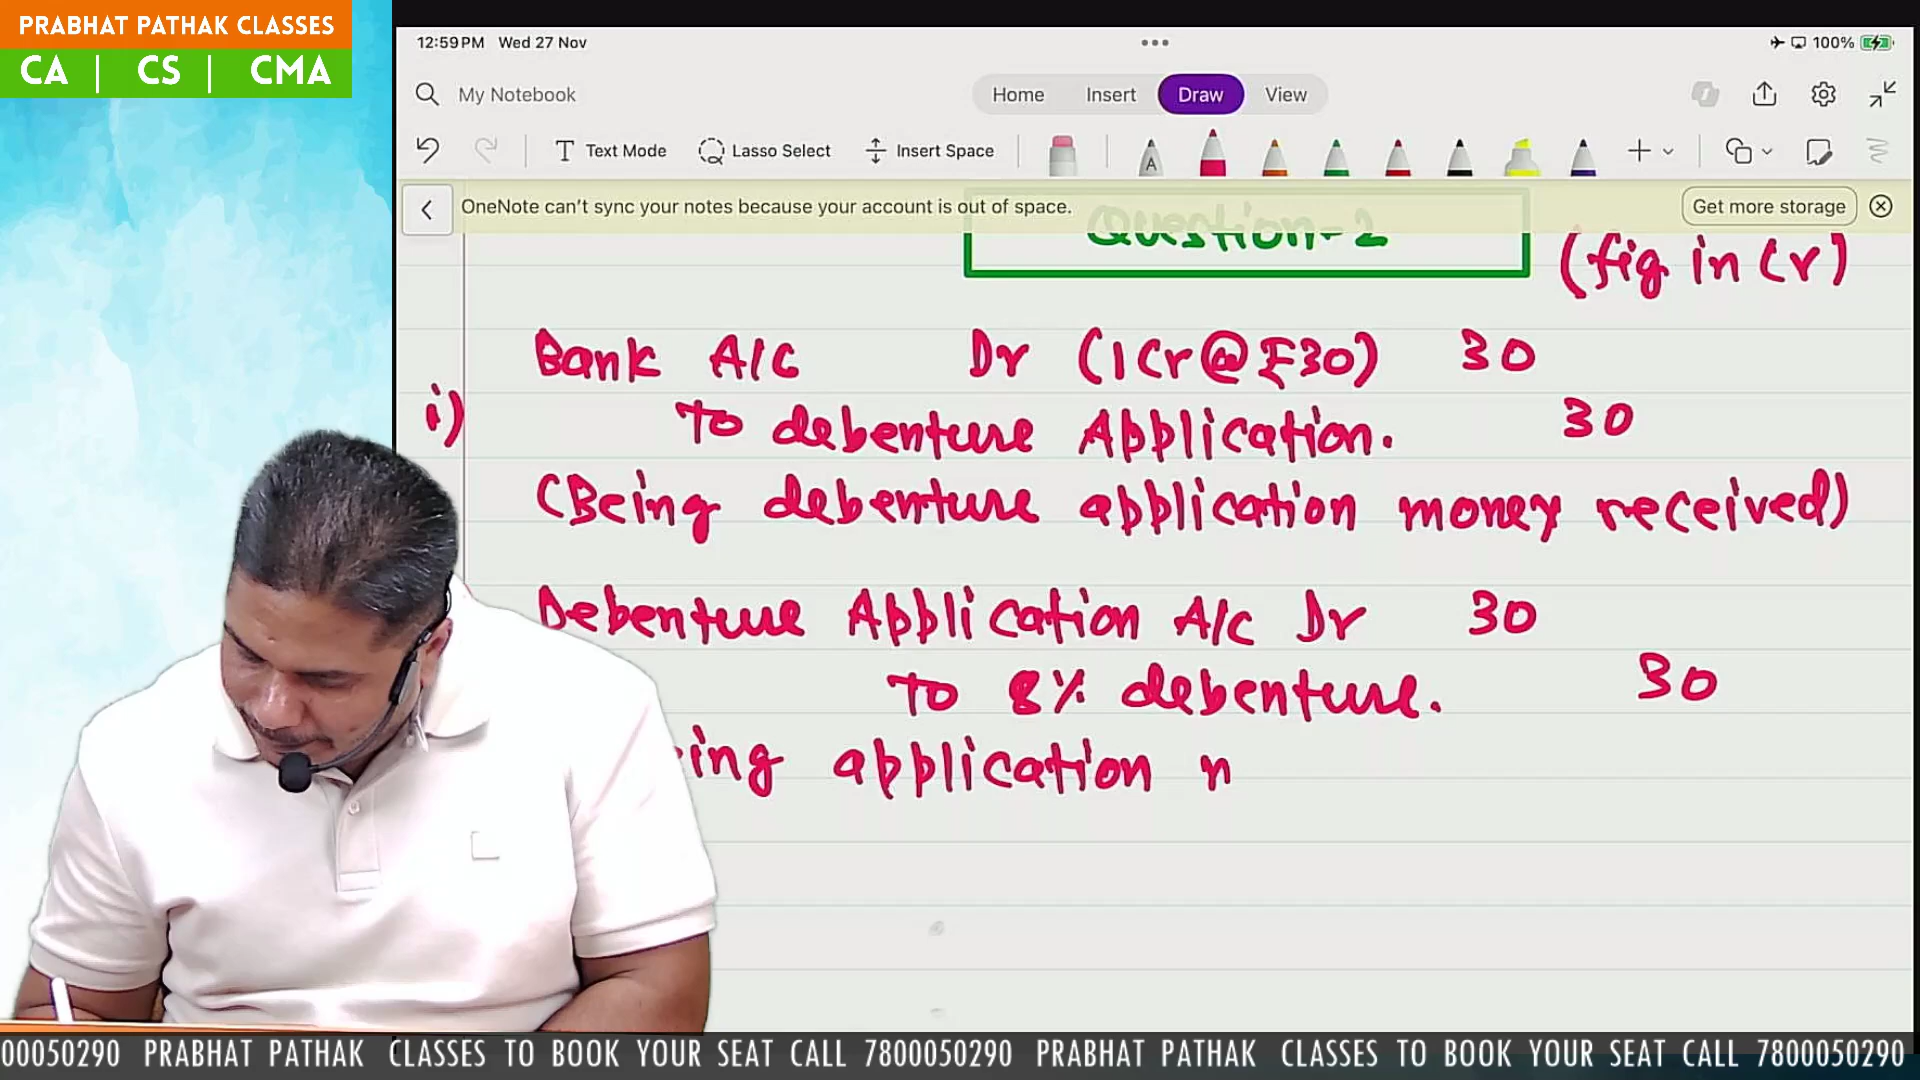 PRABHAT PATHAK CLASSES
CA | CS | CMA
12:59 PM Wed 27 Nov
100%
My Notebook
Home Insert Draw View
Text Mode Lasso Select Insert Space
A
OneNote can't sync your notes because your account is out of space.
Get more storage
Question-2
(fig in Cr)
Bank A/C Dr (1Cr@₹30) 30
i)
To debenture Application. 30
(Being debenture application money received)
Debenture Application A/C Dr 30
To 8% debenture. 30
ing application
00050290 PRABHAT PATHAK CLASSES TO BOOK YOUR SEAT CALL 7800050290 PRABHAT PATHAK CLASSES TO BOOK YOUR SEAT CALL 7800050290